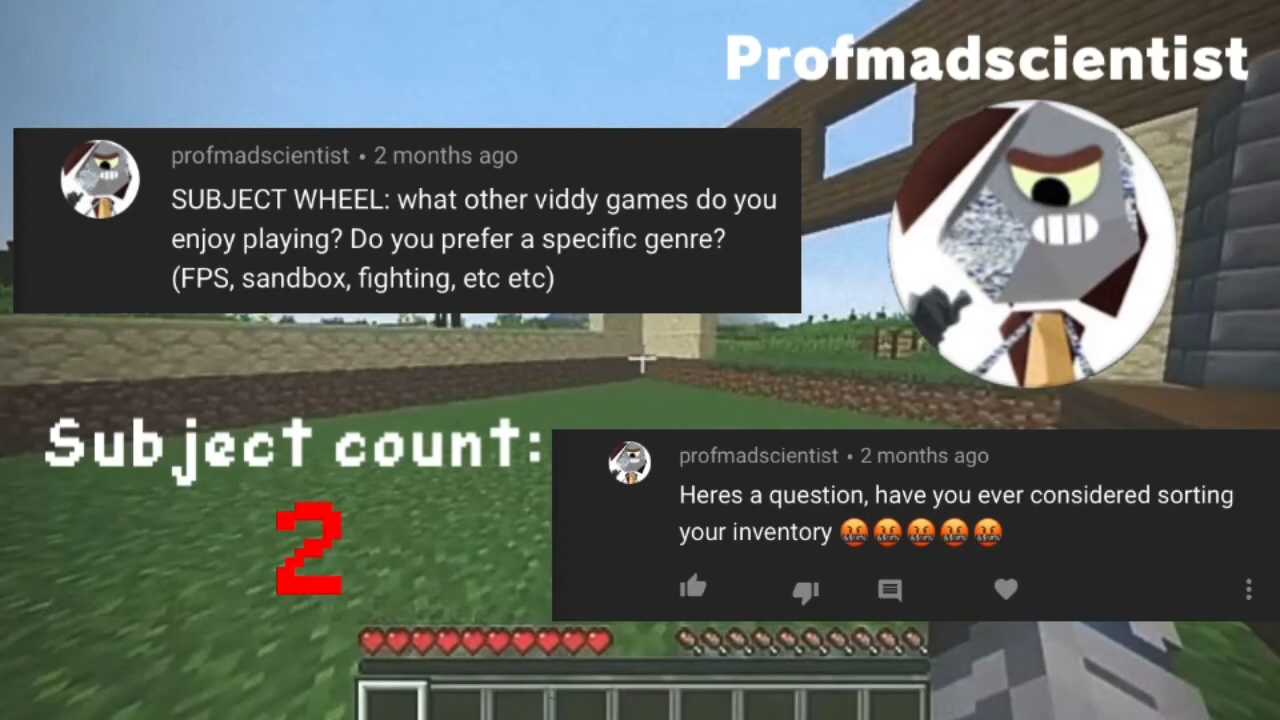 Profmadscientist
profmadscientist • 2 months ago
SUBJECT WHEEL: what other viddy games do you
enjoy playing? Do you prefer a specific genre?
(FPS, sandbox, fighting, etc etc)
Subject count:
2
profmadscientist • 2 months ago
Heres a question, have you ever considered sorting
your inventory 🤬🤬🤬🤬🤬